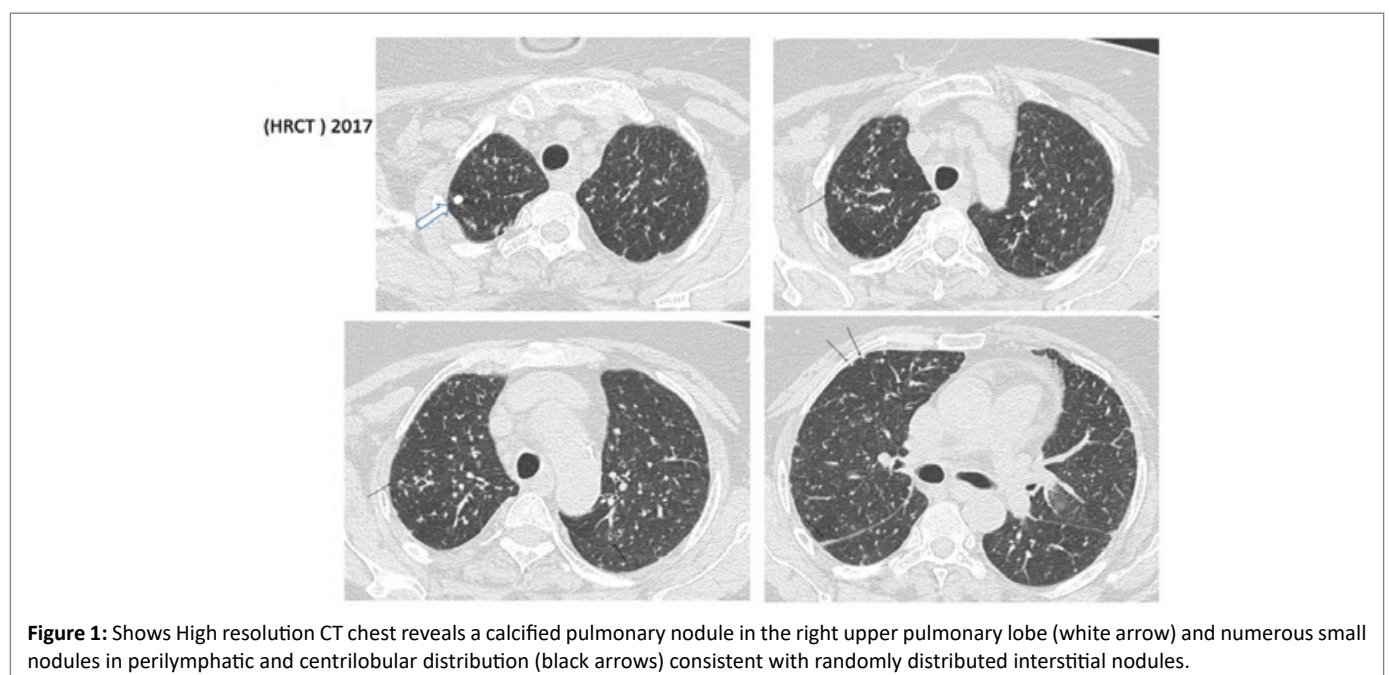 (HRCT ) 2017
Figure 1: Shows High resolution CT chest reveals a calcified pulmonary nodule in the right upper pulmonary lobe (white arrow) and numerous small
nodules in perilymphatic and centrilobular distribution (black arrows) consistent with randomly distributed interstitial nodules.